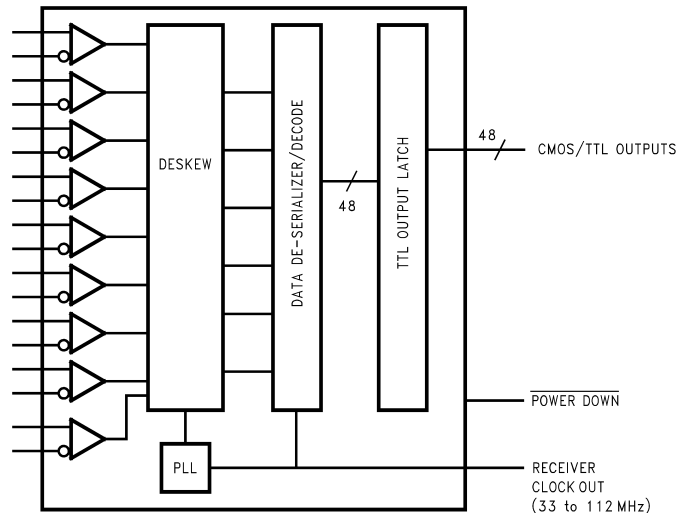 DESKEW
DATA DE-SERIALIZER/DECODE
48
TTL OUTPUT LATCH
48
CMOS/TTL OUTPUTS
POWER DOWN
PLL
RECEIVER
CLOCK OUT
(33 to 112 MHz)